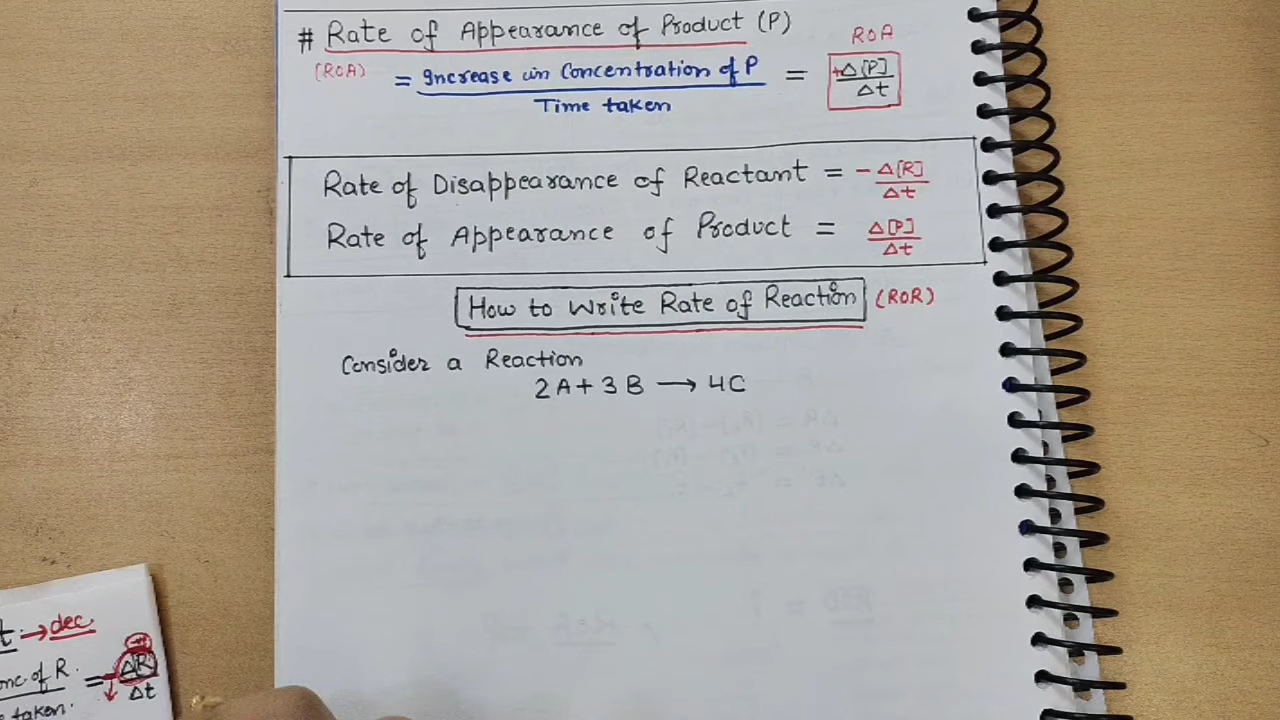 # Rate of Appearance of Product (P)
(ROA) = Increase in Concentration of P / Time taken = +Δ[P] / Δt ROA
Rate of Disappearance of Reactant = - Δ[R] / Δt
Rate of Appearance of Product = Δ[P] / Δt
How to Write Rate of Reaction (ROR)
Consider a Reaction
2A + 3B → 4C
→ dec.
of R. = - ΔR / Δt
taken.